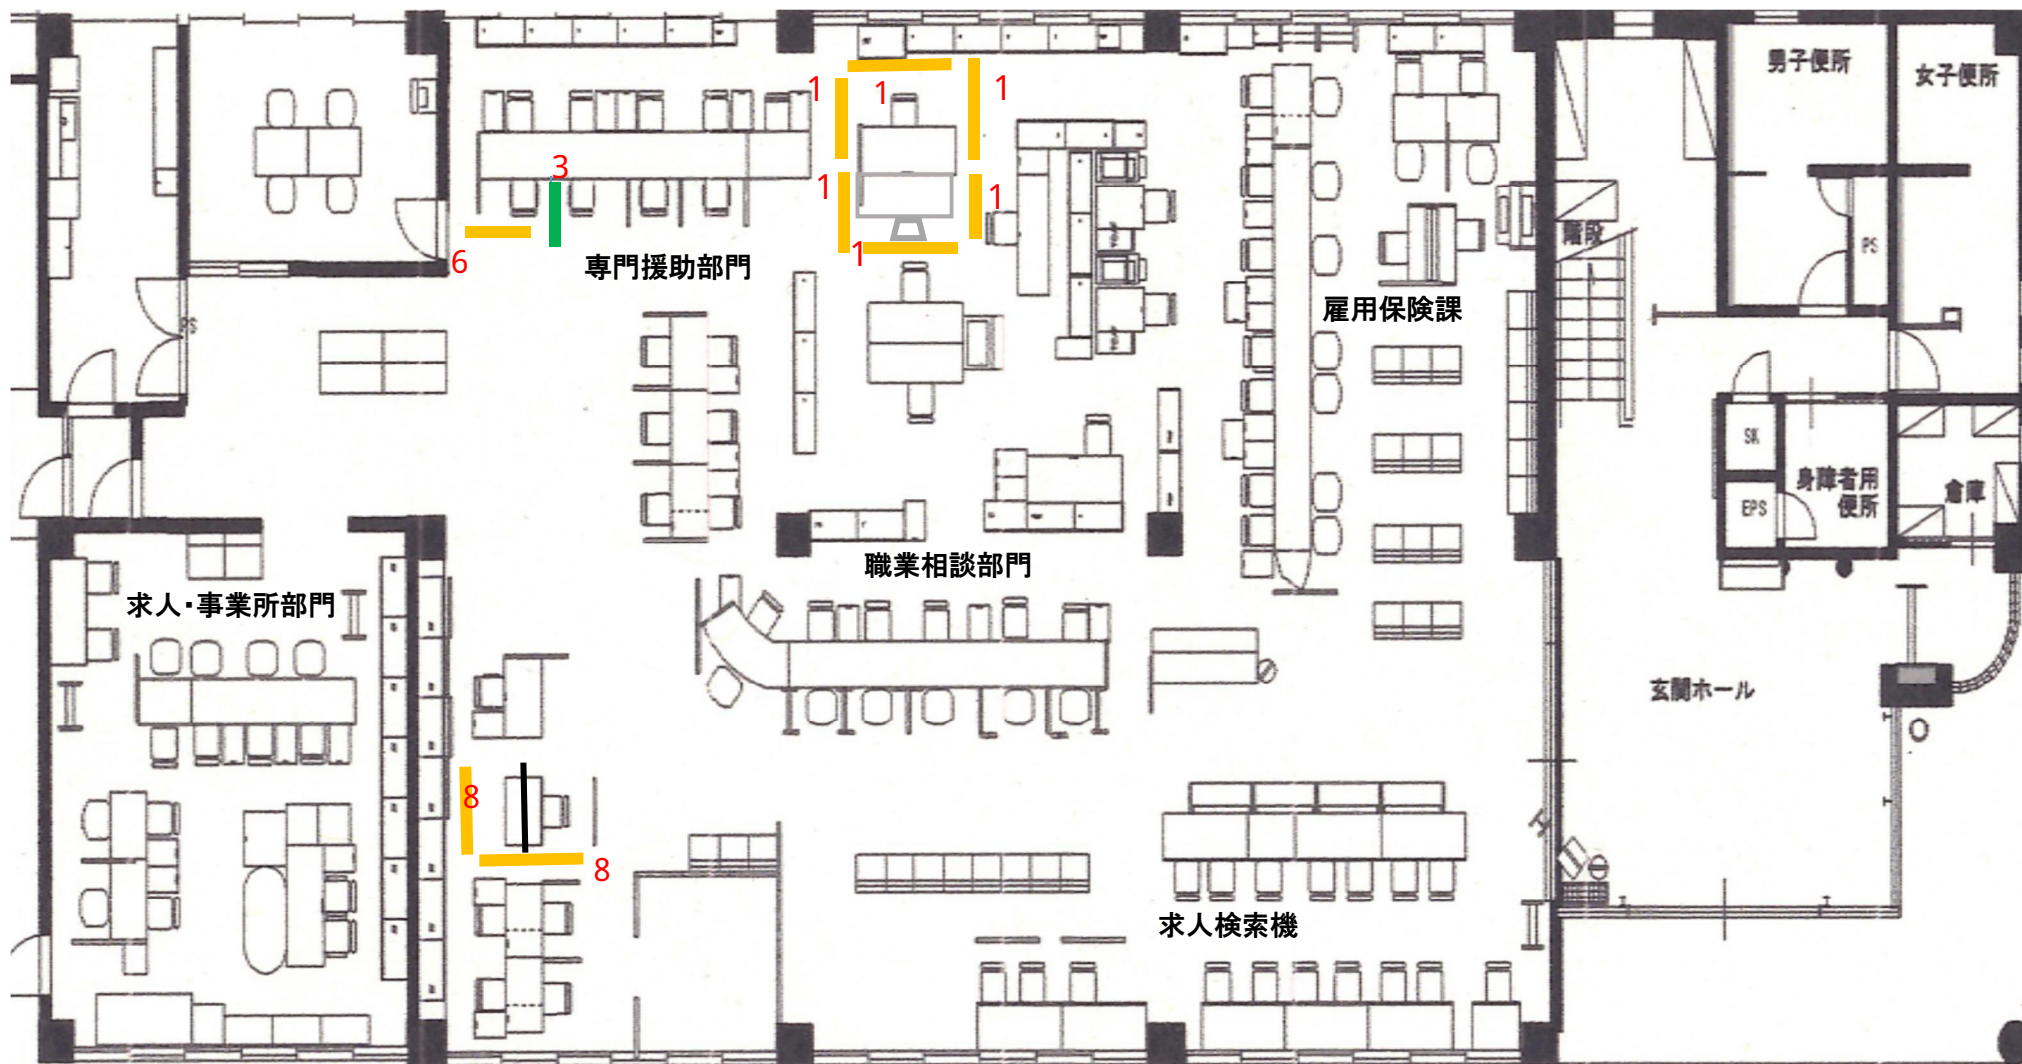 男子便所
女子便所
1
1
1
3
1
1
PS
階段
1
6
専門援助部門
雇用保険課
PS
SK
身障者用
便所
倉庫
EPS
職業相談部門
求人・事業所部門
玄関ホール
8
8
求人検索機